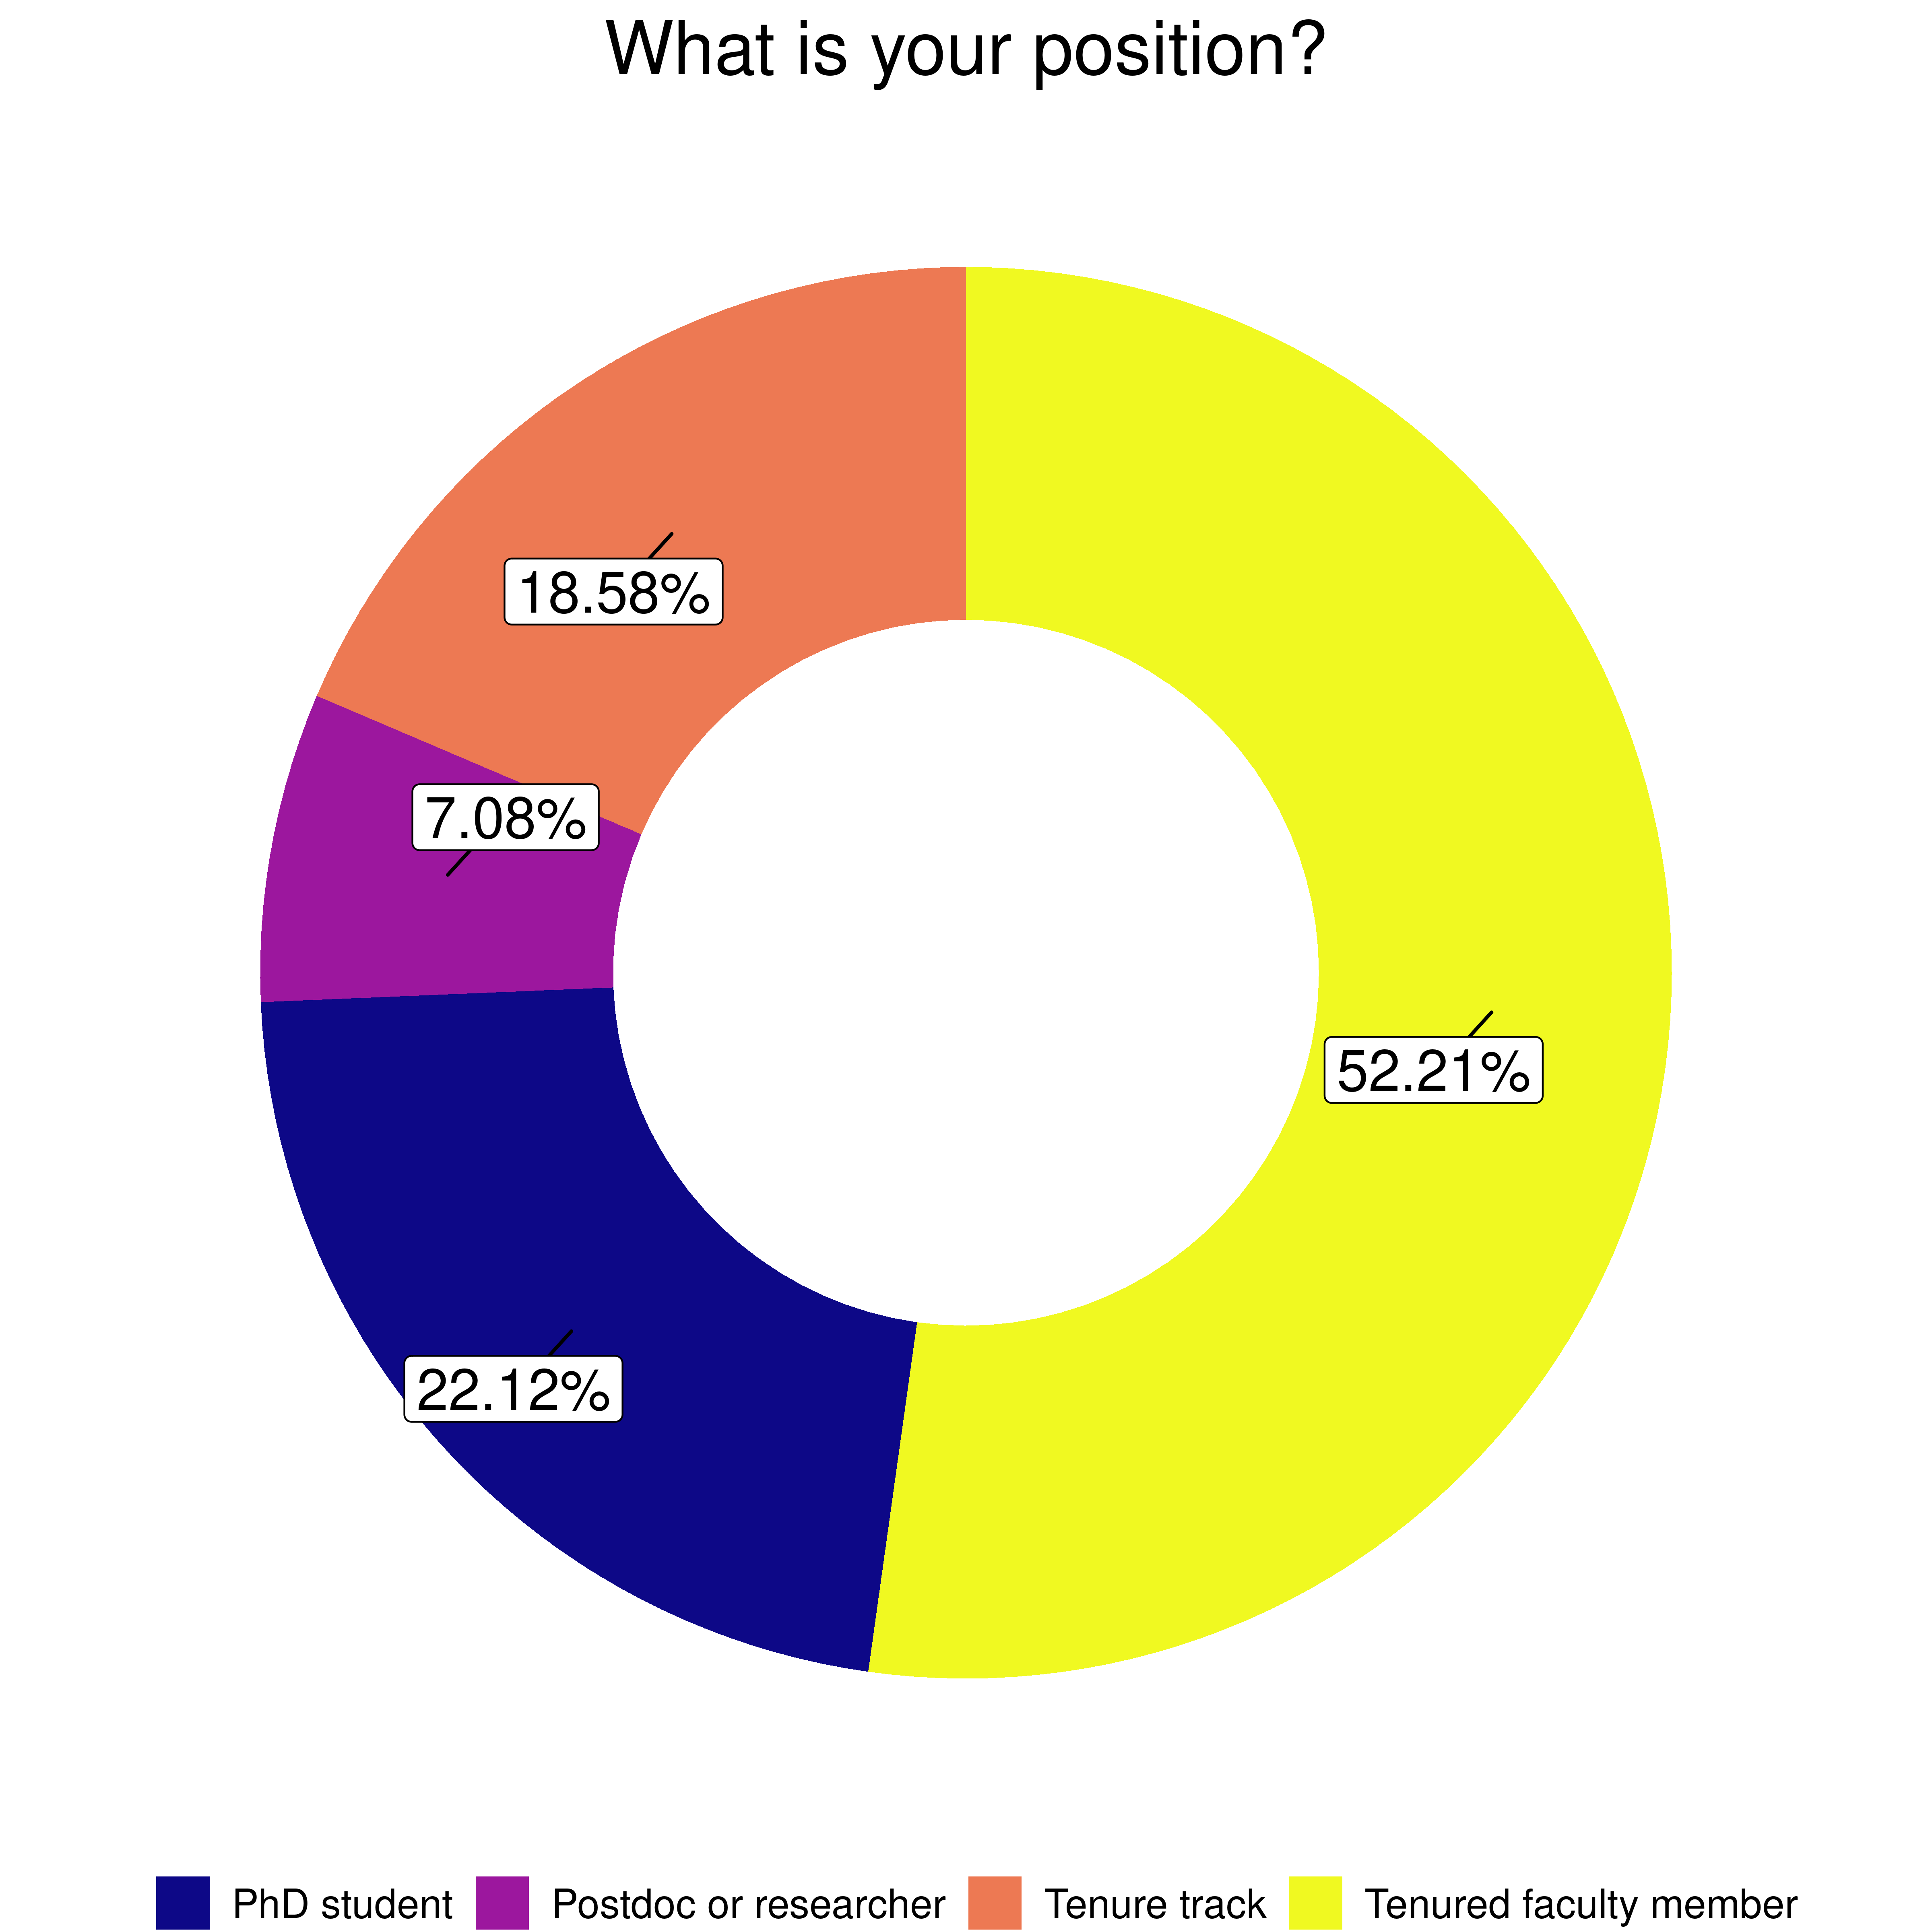 What is your position?
18.58%
7.08%
52.21%
22.12%
PhD student Postdoc or researcher Tenure track Tenured faculty member